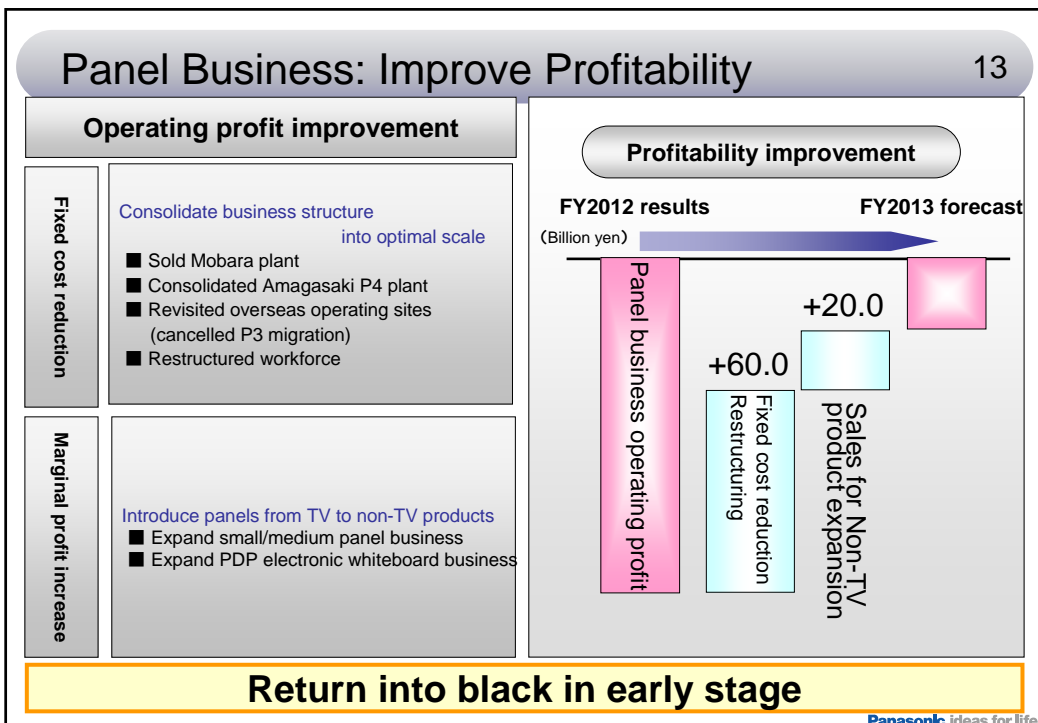 Panel Business: Improve Profitability
13
Operating profit improvement
Fixed cost reduction
Consolidate business structure
into optimal scale
■ Sold Mobara plant
■ Consolidated Amagasaki P4 plant
■ Revisited overseas operating sites
(cancelled P3 migration)
■ Restructured workforce
Marginal profit increase
Introduce panels from TV to non-TV products
■ Expand small/medium panel business
■ Expand PDP electronic whiteboard business
Profitability improvement
FY2012 results
FY2013 forecast
(Billion yen)
Panel business operating profit
+60.0
Fixed cost reduction
Restructuring
+20.0
Sales for Non-TV
product expansion
Return into black in early stage
Panasonic ideas for life